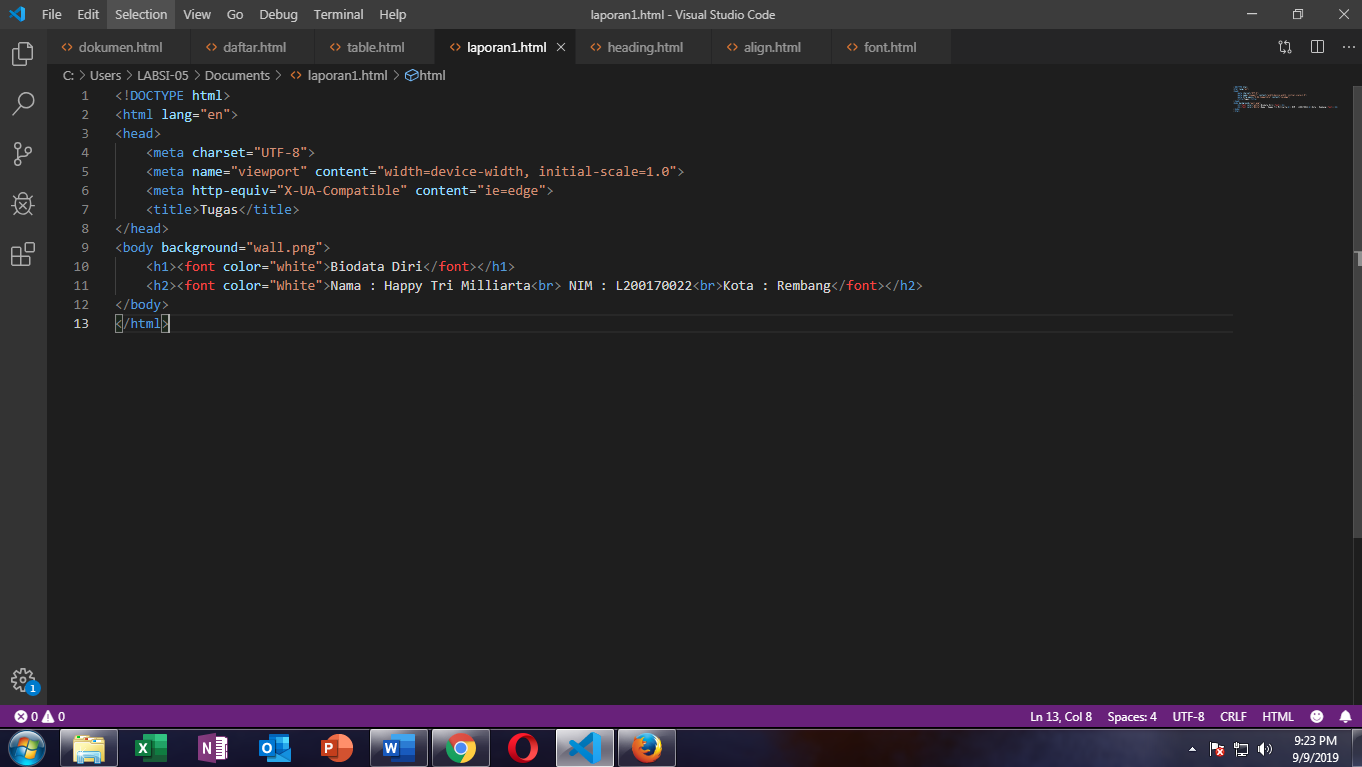 File Edit Selection View Go Debug Terminal Help laporan1.html - Visual Studio Code
dokumen.html daftar.html table.html laporan1.html heading.html align.html font.html
C: > Users > LABSI-05 > Documents > laporan1.html > html
1 <!DOCTYPE html>
2 <html lang="en">
3 <head>
4 <meta charset="UTF-8">
5 <meta name="viewport" content="width=device-width, initial-scale=1.0">
6 <meta http-equiv="X-UA-Compatible" content="ie=edge">
7 <title>Tugas</title>
8 </head>
9 <body background="wall.png">
10 <h1><font color="white">Biodata Diri</font></h1>
11 <h2><font color="White">Nama : Happy Tri Milliarta<br> NIM : L200170022<br>Kota : Rembang</font></h2>
12 </body>
13 </html>
1
0 0 Ln 13, Col 8 Spaces: 4 UTF-8 CRLF HTML
9:23 PM
9/9/2019